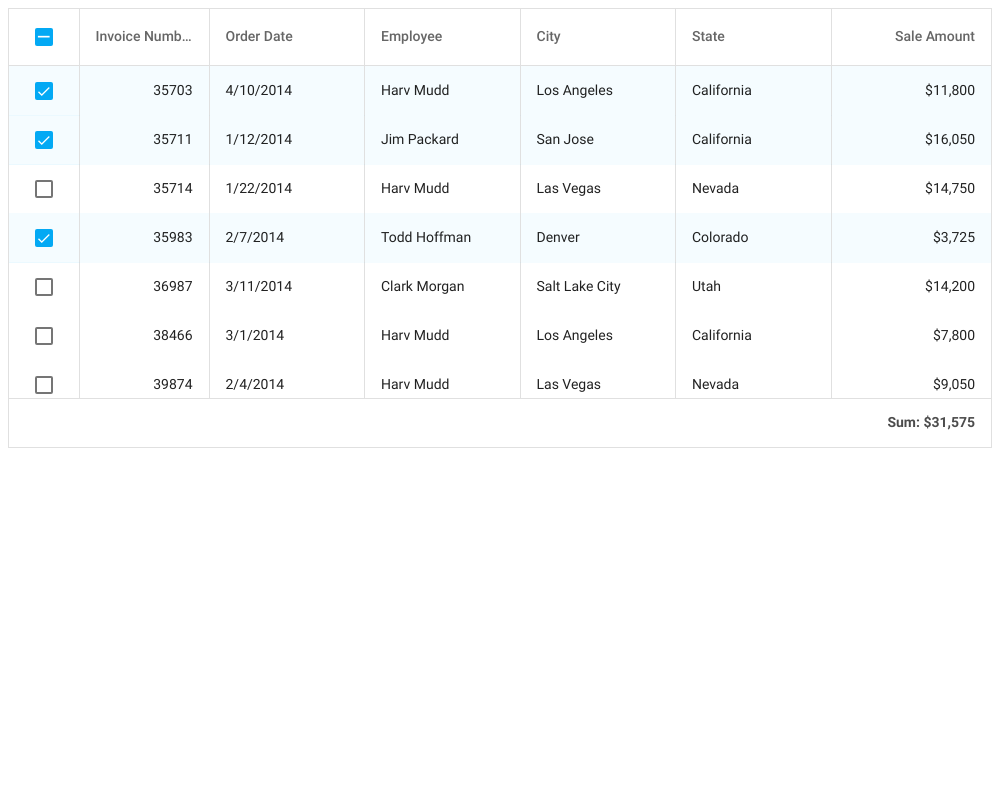 Invoice Numb... Order Date Employee City State Sale Amount
35703 4/10/2014 Harv Mudd Los Angeles California $11,800
35711 1/12/2014 Jim Packard San Jose California $16,050
35714 1/22/2014 Harv Mudd Las Vegas Nevada $14,750
35983 2/7/2014 Todd Hoffman Denver Colorado $3,725
36987 3/11/2014 Clark Morgan Salt Lake City Utah $14,200
38466 3/1/2014 Harv Mudd Los Angeles California $7,800
39874 2/4/2014 Harv Mudd Las Vegas Nevada $9,050
Sum: $31,575